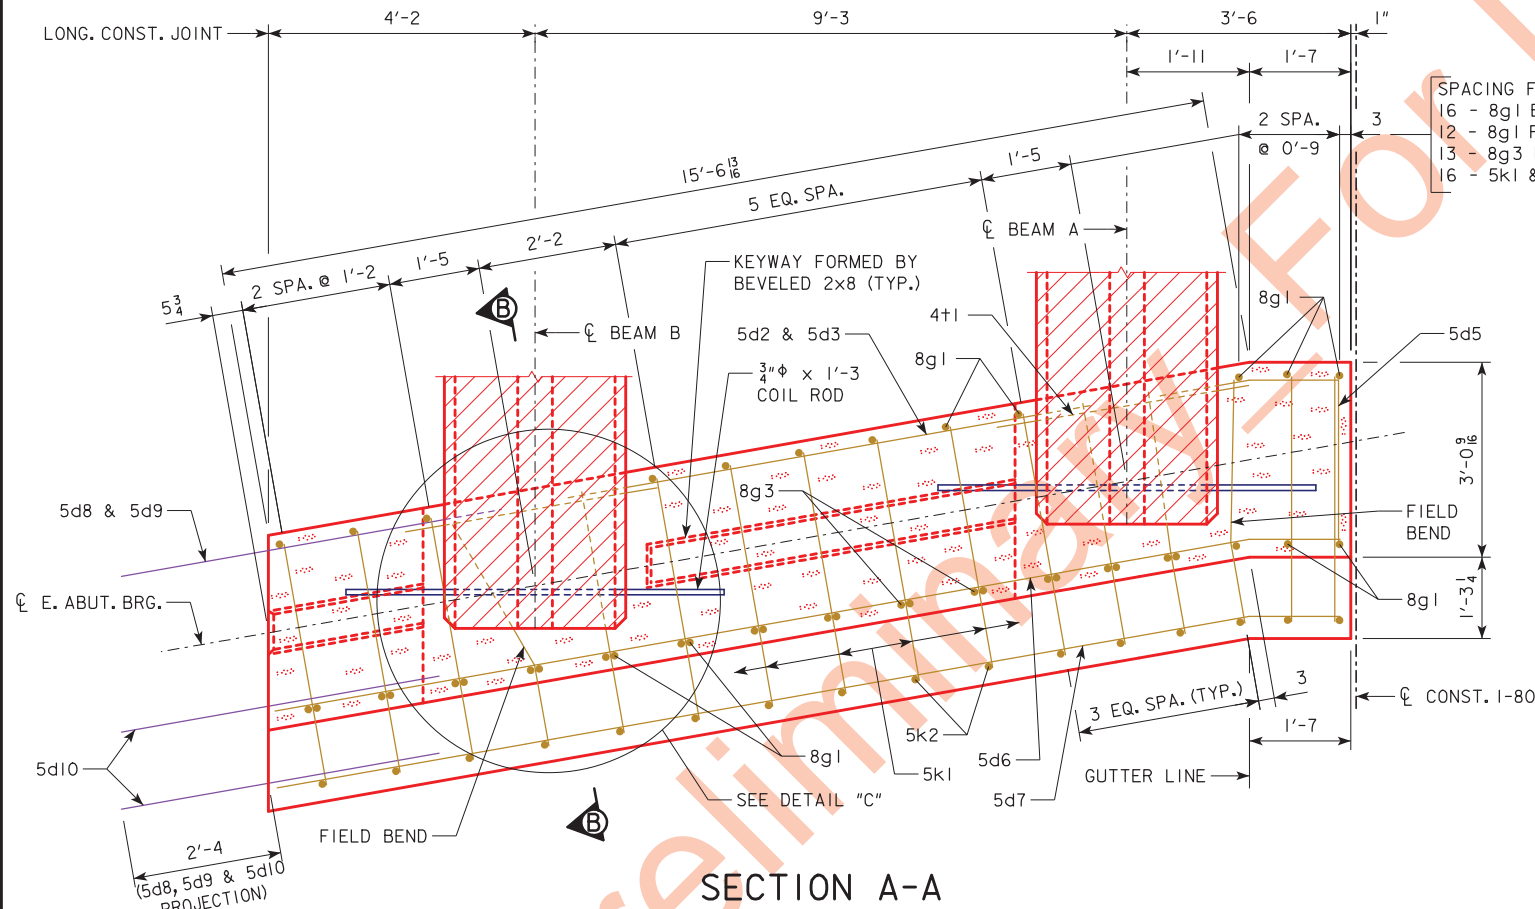 4'-2
9'-3
3'-6
1"
LONG. CONST. JOINT
1'-11
1'-7
SPACING F
16 - 8g1 E
12 - 8g1 F
13 - 8g3
16 - 5k1 &
2 SPA.
@ 0'-9
3
15'-6 13/16
1'-5
5 EQ. SPA.
2'-2
1'-5
2 SPA. @ 1'-2
5 3/4
℄ BEAM A
KEYWAY FORMED BY
BEVELED 2x8 (TYP.)
B
℄ BEAM B
5d2 & 5d3
4t1
8g1
8g1
5d5
3/4"ϕ x 1'-3
COIL ROD
3'-0 9/16
5d8 & 5d9
8g3
FIELD
BEND
℄ E. ABUT. BRG.
8g1
1'-3 1/4
3
3 EQ. SPA. (TYP.)
℄ CONST. I-80
1'-7
5k2
8g1
5d6
5k1
GUTTER LINE
5d10
SEE DETAIL "C"
5d7
B
FIELD BEND
2'-4
(5d8, 5d9 & 5d10
PROJECTION)
SECTION A-A
reliminary_For